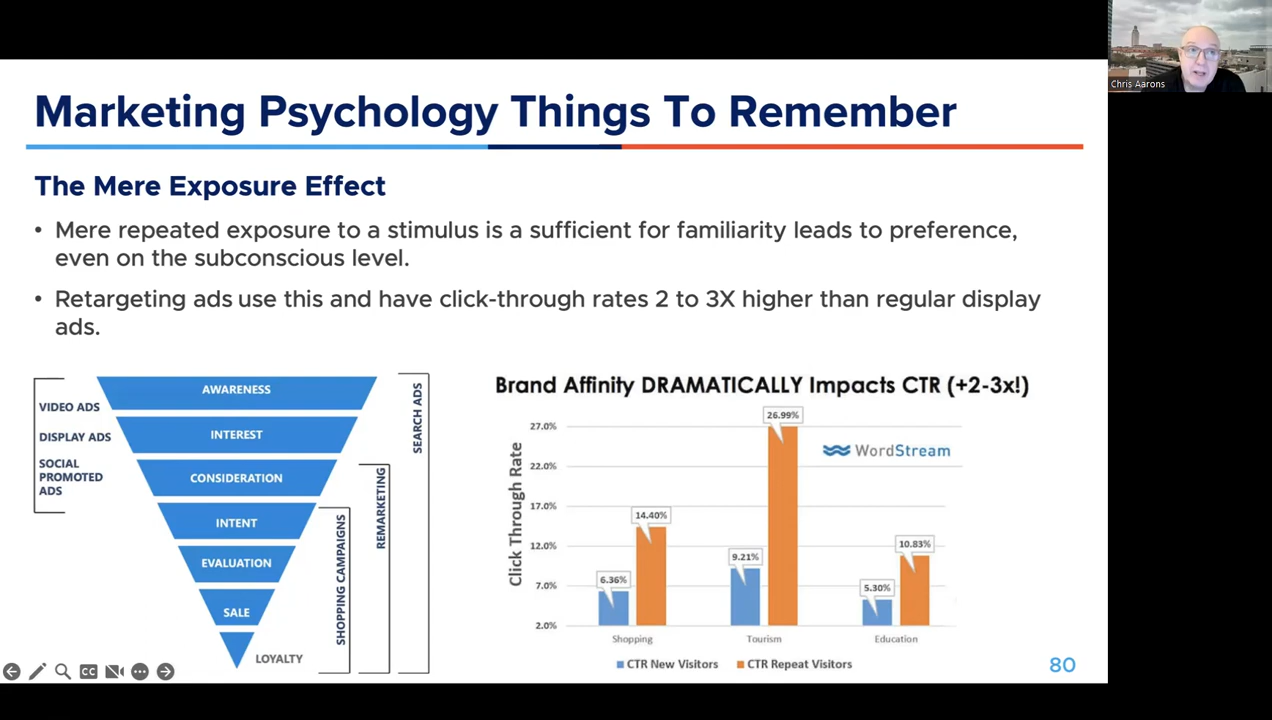 Chris Aarons
Marketing Psychology Things To Remember
The Mere Exposure Effect
• Mere repeated exposure to a stimulus is a sufficient for familiarity leads to preference,
even on the subconscious level.
• Retargeting ads use this and have click-through rates 2 to 3X higher than regular display
ads.
VIDEO ADS
DISPLAY ADS
SOCIAL
PROMOTED
ADS
AWARENESS
INTEREST
CONSIDERATION
INTENT
EVALUATION
SALE
LOYALTY
SHOPPING CAMPAIGNS
REMARKETING
SEARCH ADS
Brand Affinity DRAMATICALLY Impacts CTR (+2-3x!)
WordStream
Click Through Rate
27.0%
22.0%
17.0%
12.0%
7.0%
2.0%
6.36%
14.40%
9.21%
26.99%
5.30%
10.83%
Shopping
Tourism
Education
CTR New Visitors
CTR Repeat Visitors
CC
80